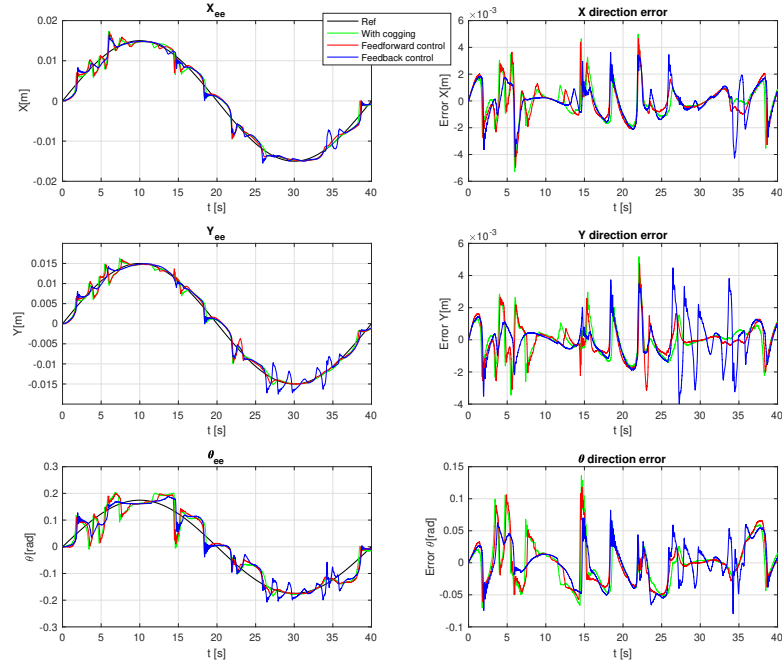 X_ee
0.02
0.01
0
-0.01
-0.02
X[m]
0 5 10 15 20 25 30 35 40
t [s]
Ref
With cogging
Feedforward control
Feedback control
X direction error
×10^-3
6
4
2
0
-2
-4
-6
Error X[m]
0 5 10 15 20 25 30 35 40
t [s]
Y_ee
0.015
0.01
0.005
0
-0.005
-0.01
-0.015
Y[m]
0 5 10 15 20 25 30 35 40
t [s]
Y direction error
×10^-3
6
4
2
0
-2
-4
Error Y[m]
0 5 10 15 20 25 30 35 40
t [s]
θ_ee
0.3
0.2
0.1
0
-0.1
-0.2
-0.3
θ[rad]
0 5 10 15 20 25 30 35 40
t [s]
θ direction error
0.15
0.1
0.05
0
-0.05
-0.1
Error θ[rad]
0 5 10 15 20 25 30 35 40
t [s]